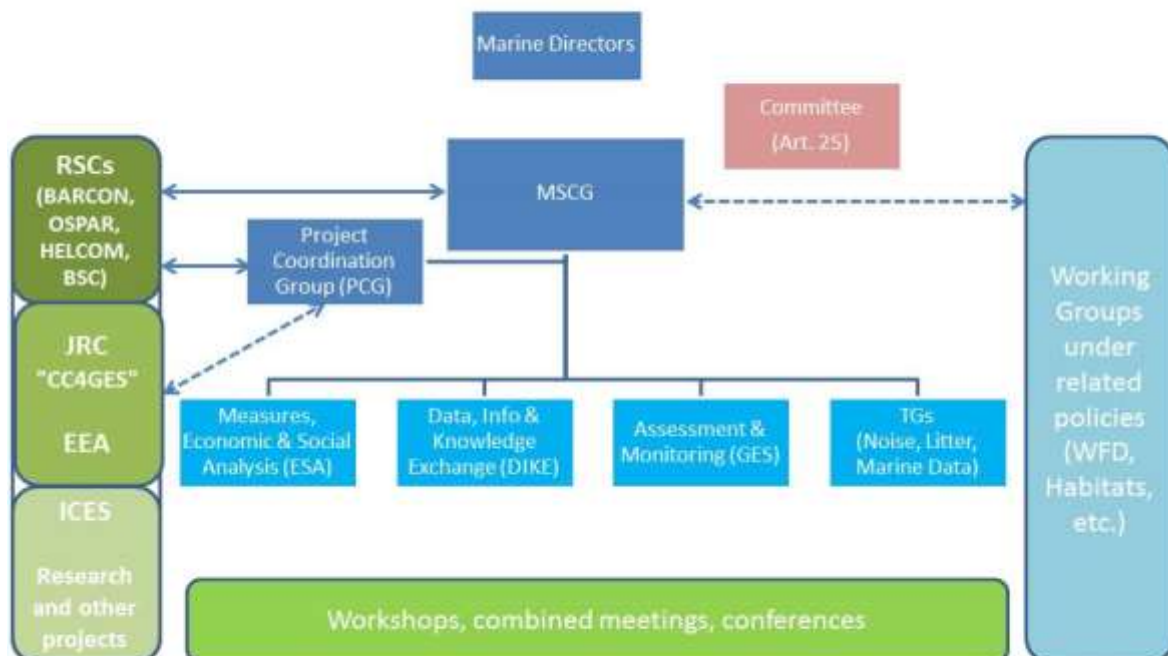 Marine Directors
Committee
(Art. 25)
RSCs
(BARCON,
OSPAR,
HELCOM,
BSC)
MSCG
Project
Coordination
Group (PCG)
JRC
"CC4GES"
EEA
Measures,
Economic & Social
Analysis (ESA)
Data, Info &
Knowledge
Exchange (DIKE)
Assessment &
Monitoring (GES)
TGs
(Noise, Litter,
Marine Data)
Working
Groups
under
related
policies
(WFD,
Habitats,
etc.)
ICES
Research
and other
projects
Workshops, combined meetings, conferences